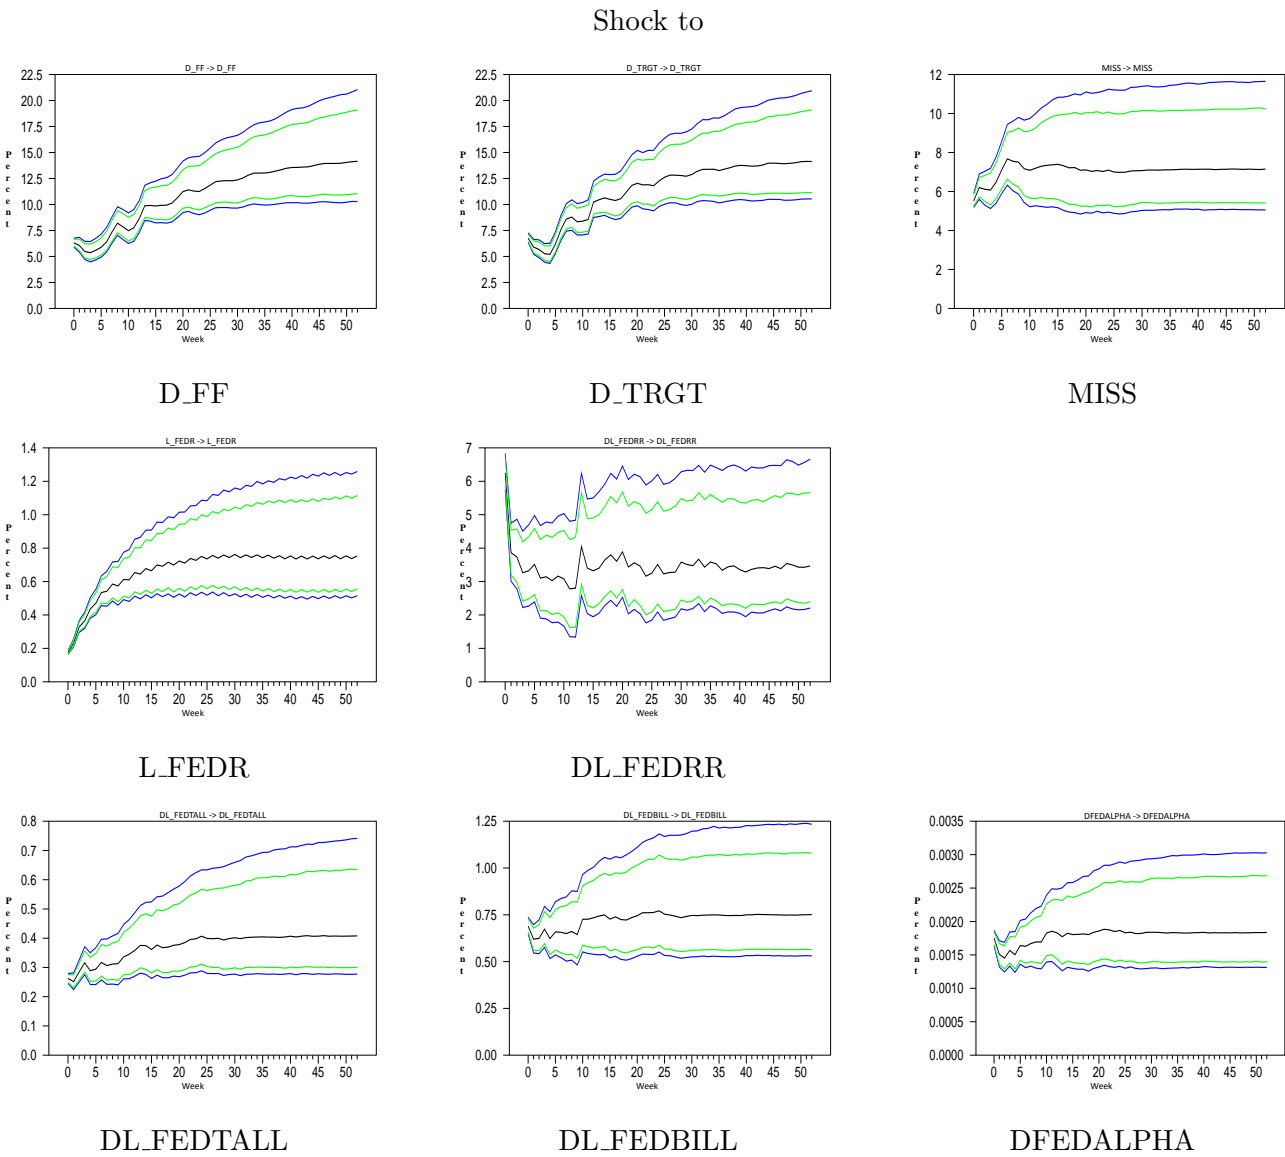 Shock to
D_FF -> D_FF
D_TRGT -> D_TRGT
MISS -> MISS
22.5
20.0
17.5
15.0
12.5
10.0
7.5
5.0
2.5
0.0
Percent
0 5 10 15 20 25 30 35 40 45 50
Week
22.5
20.0
17.5
15.0
12.5
10.0
7.5
5.0
2.5
0.0
Percent
0 5 10 15 20 25 30 35 40 45 50
Week
12
10
8
6
4
2
0
Percent
0 5 10 15 20 25 30 35 40 45 50
Week
D_FF
D_TRGT
MISS
L_FEDR -> L_FEDR
DL_FEDRR -> DL_FEDRR
1.4
1.2
1.0
0.8
0.6
0.4
0.2
0.0
Percent
0 5 10 15 20 25 30 35 40 45 50
Week
7
6
5
4
3
2
1
0
Percent
0 5 10 15 20 25 30 35 40 45 50
Week
L_FEDR
DL_FEDRR
DL_FEDTALL -> DL_FEDTALL
DL_FEDBILL -> DL_FEDBILL
DFEDALPHA -> DFEDALPHA
0.8
0.7
0.6
0.5
0.4
0.3
0.2
0.1
0.0
Percent
0 5 10 15 20 25 30 35 40 45 50
Week
1.25
1.00
0.75
0.50
0.25
0.00
Percent
0 5 10 15 20 25 30 35 40 45 50
Week
0.0035
0.0030
0.0025
0.0020
0.0015
0.0010
0.0005
0.0000
Percent
0 5 10 15 20 25 30 35 40 45 50
Week
DL_FEDTALL
DL_FEDBILL
DFEDALPHA